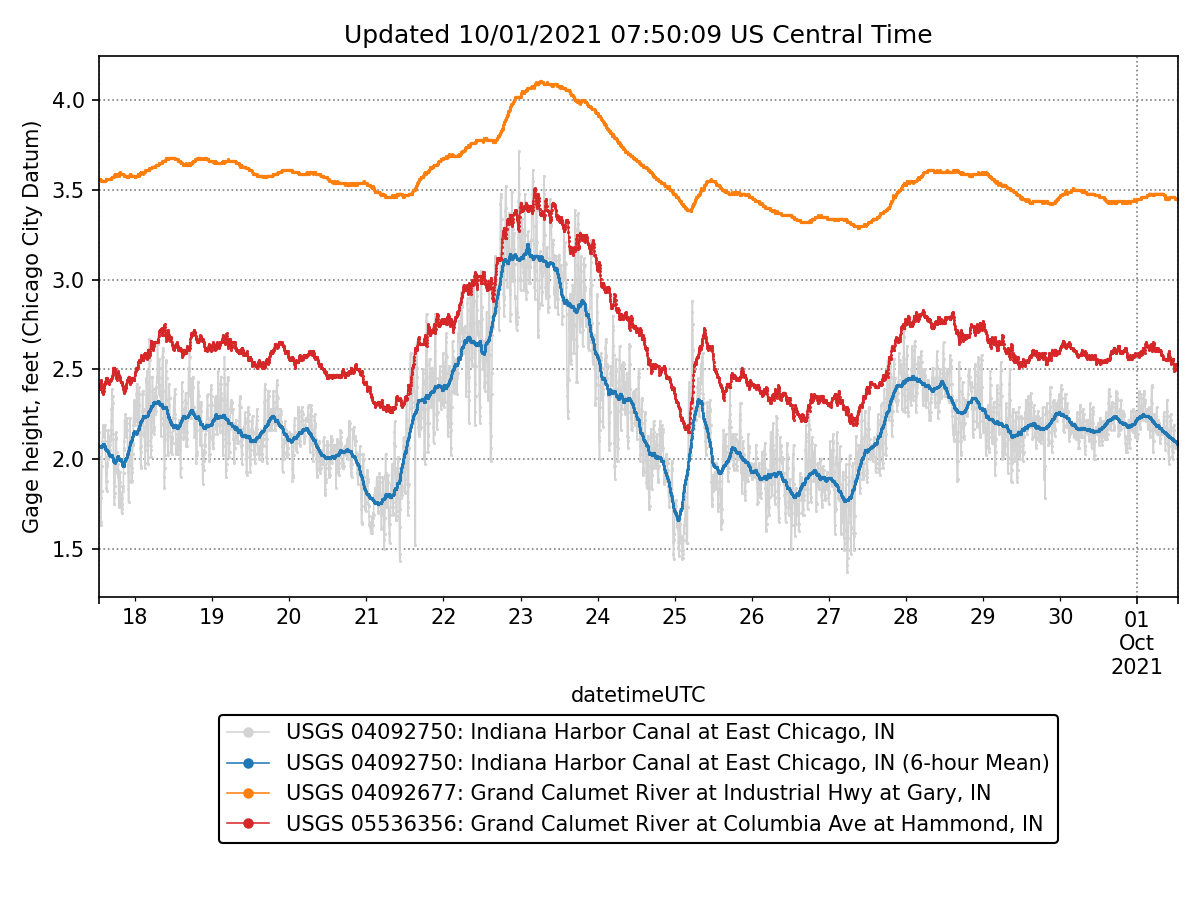 Updated 10/01/2021 07:50:09 US Central Time
Gage height, feet (Chicago City Datum)
4.0
3.5
3.0
2.5
2.0
1.5
18 19 20 21 22 23 24 25 26 27 28 29 30 01
Oct
2021
datetimeUTC
USGS 04092750: Indiana Harbor Canal at East Chicago, IN
USGS 04092750: Indiana Harbor Canal at East Chicago, IN (6-hour Mean)
USGS 04092677: Grand Calumet River at Industrial Hwy at Gary, IN
USGS 05536356: Grand Calumet River at Columbia Ave at Hammond, IN